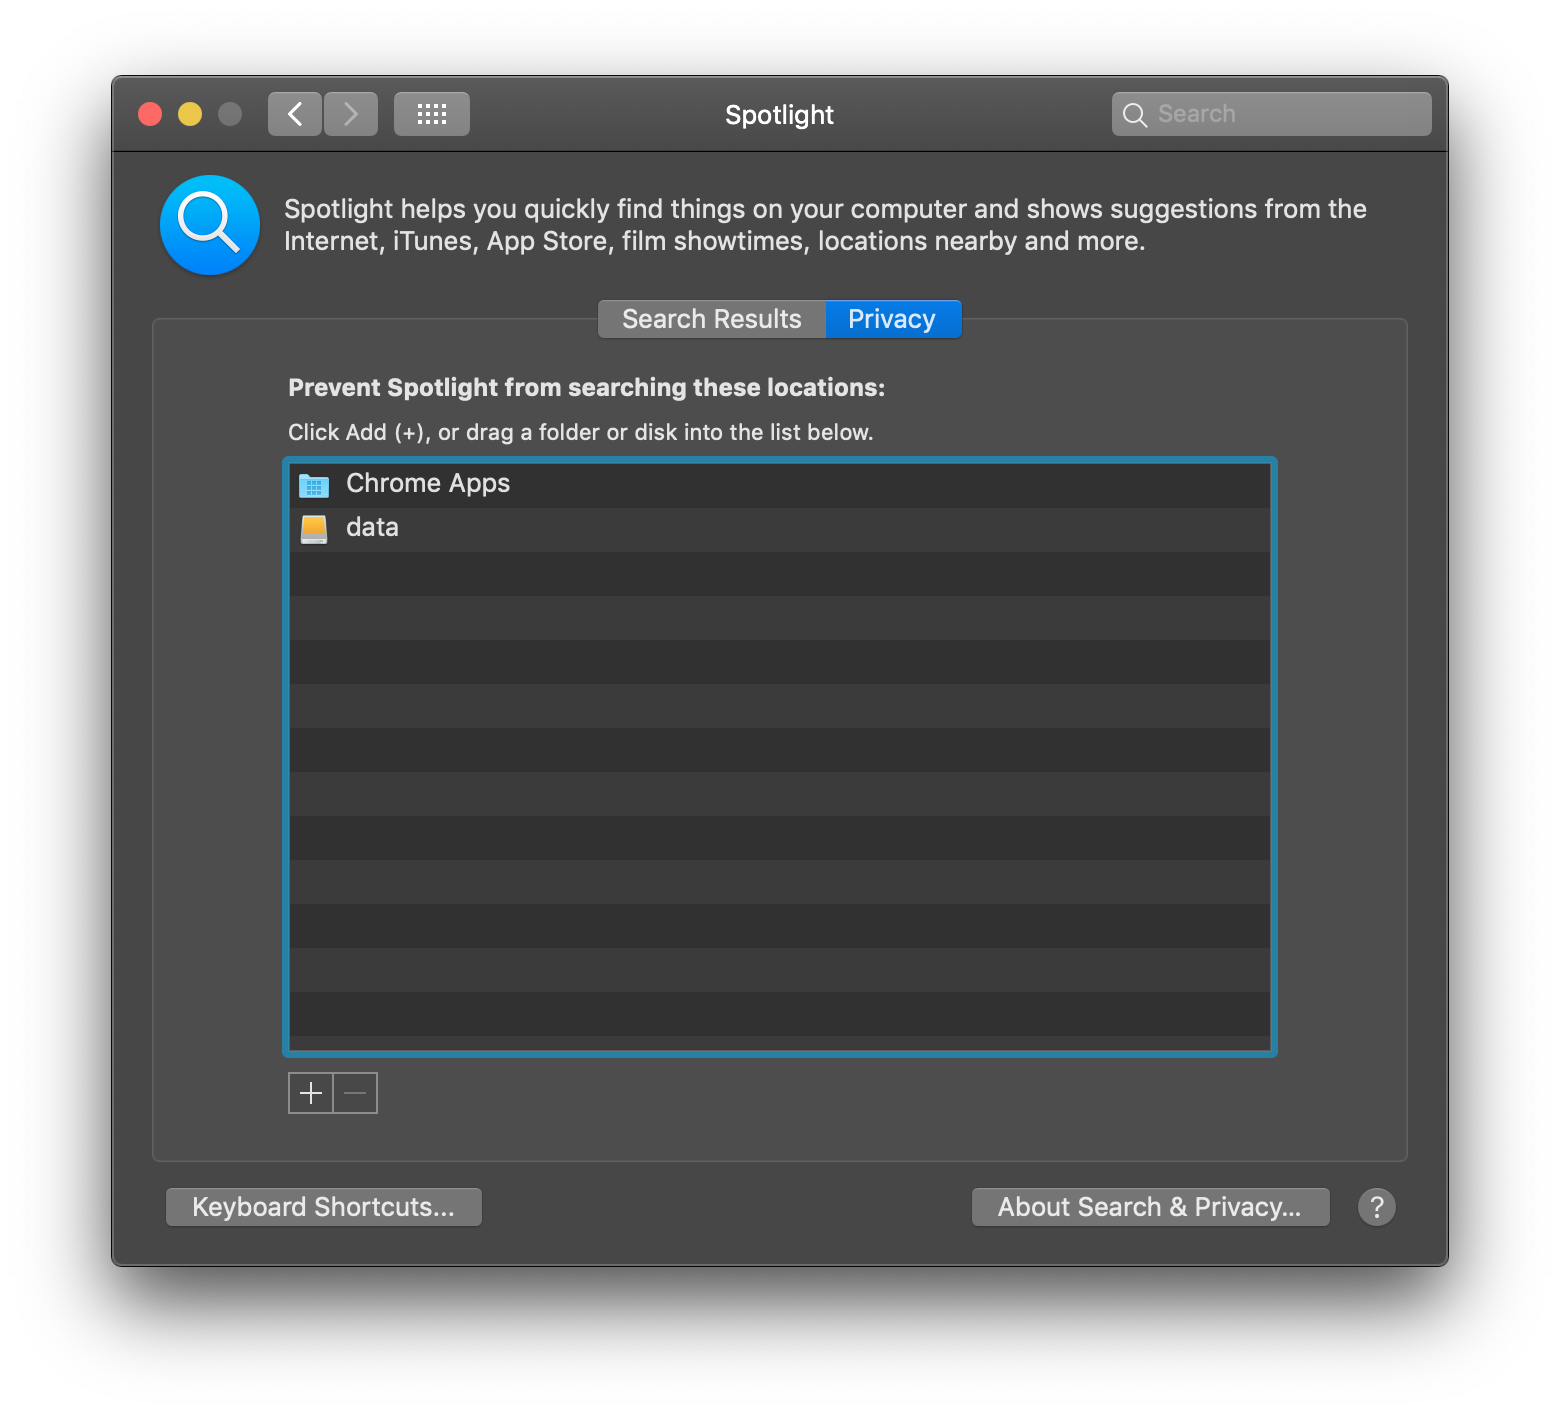 Spotlight
Search
Spotlight helps you quickly find things on your computer and shows suggestions from the
Internet, iTunes, App Store, film showtimes, locations nearby and more.
Search Results
Privacy
Prevent Spotlight from searching these locations:
Click Add (+), or drag a folder or disk into the list below.
Chrome Apps
data
Keyboard Shortcuts...
About Search & Privacy...
?